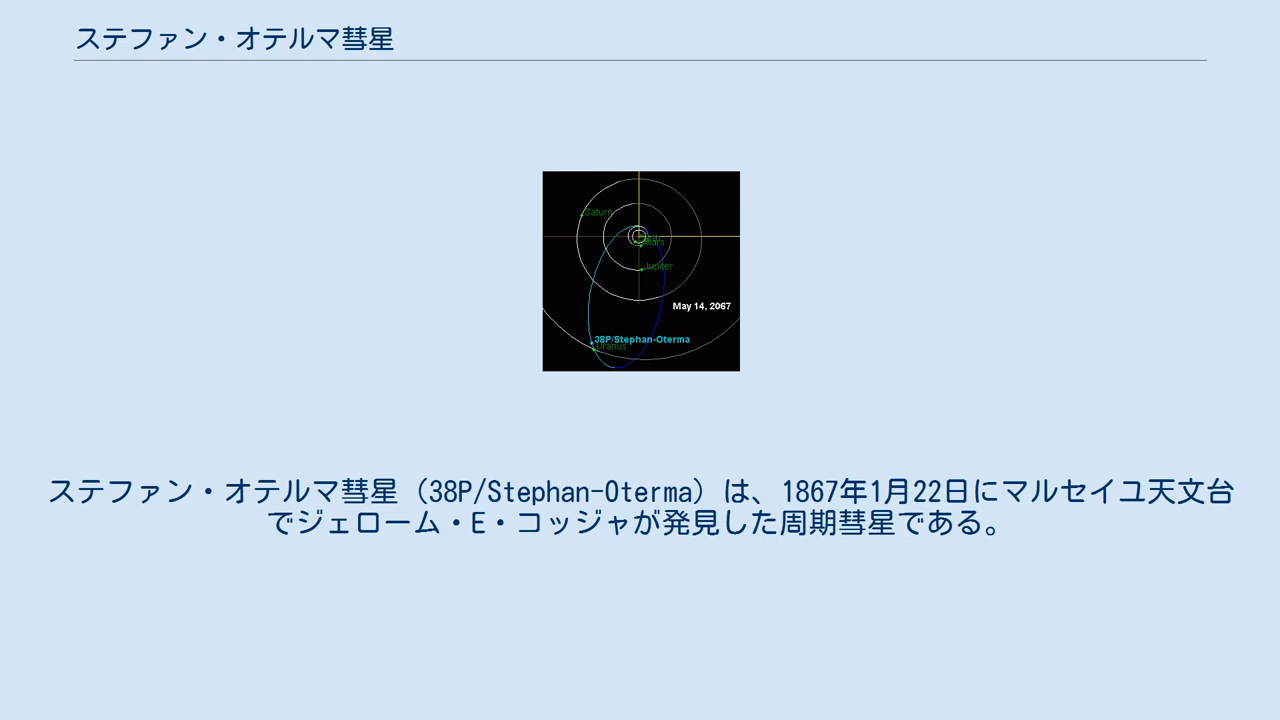 ステファン・オテルマ彗星
Saturn
Mars
Jupiter
May 14, 2067
38P/Stephan-Oterma
Uranus
ステファン・オテルマ彗星（38P/Stephan-Oterma）は、1867年1月22日にマルセイユ天文台
でジェローム・E・コッジャが発見した周期彗星である。